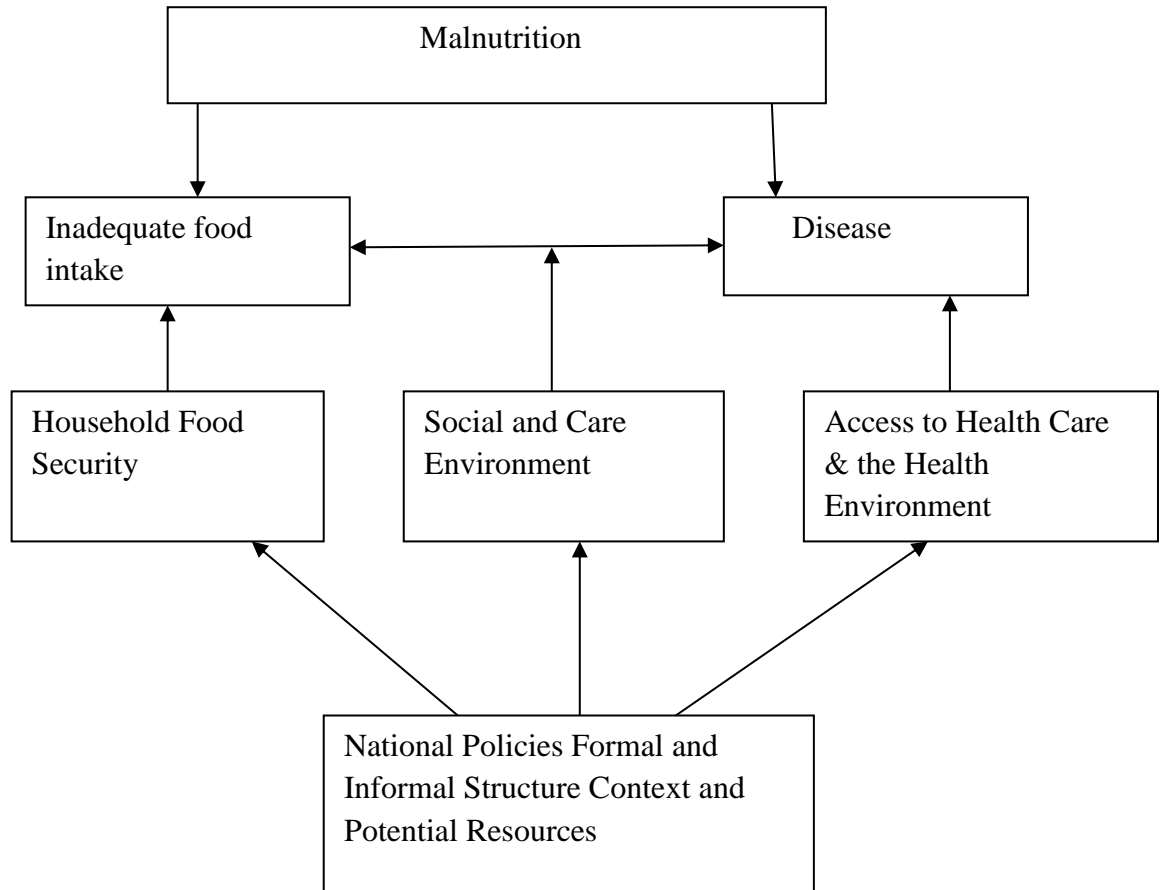 Malnutrition
Inadequate food
intake
Disease
Household Food
Security
Social and Care
Environment
Access to Health Care
& the Health
Environment
National Policies Formal and
Informal Structure Context and
Potential Resources